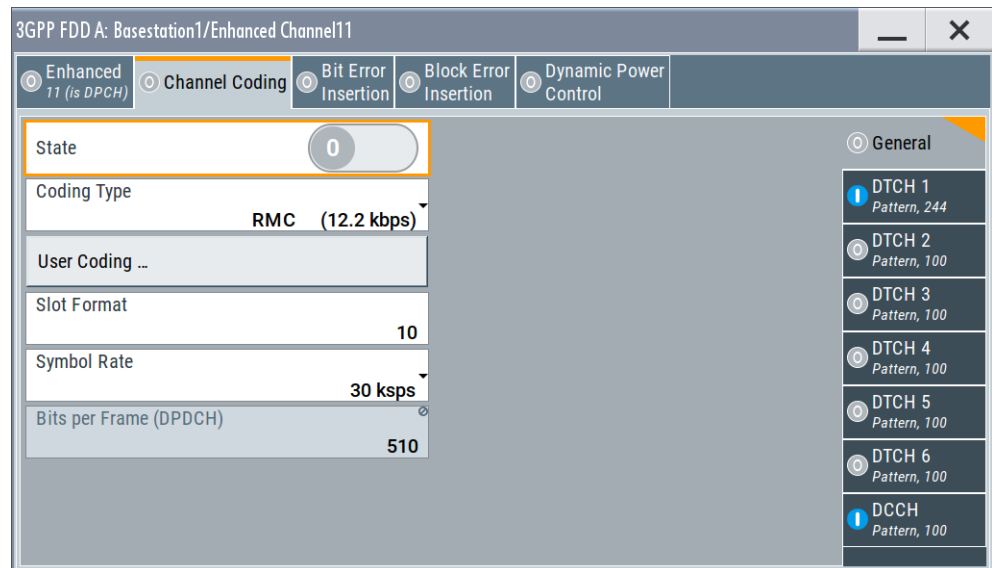 3GPP FDD A: Basestation1/Enhanced Channel11
Enhanced
11 (is DPCH)
Channel Coding
Bit Error
Insertion
Block Error
Insertion
Dynamic Power
Control
State
0
Coding Type
RMC (12.2 kbps)
User Coding ...
Slot Format
10
Symbol Rate
30 ksps
Bits per Frame (DPDCH)
510
General
DTCH 1
Pattern, 244
DTCH 2
Pattern, 100
DTCH 3
Pattern, 100
DTCH 4
Pattern, 100
DTCH 5
Pattern, 100
DTCH 6
Pattern, 100
DCCH
Pattern, 100